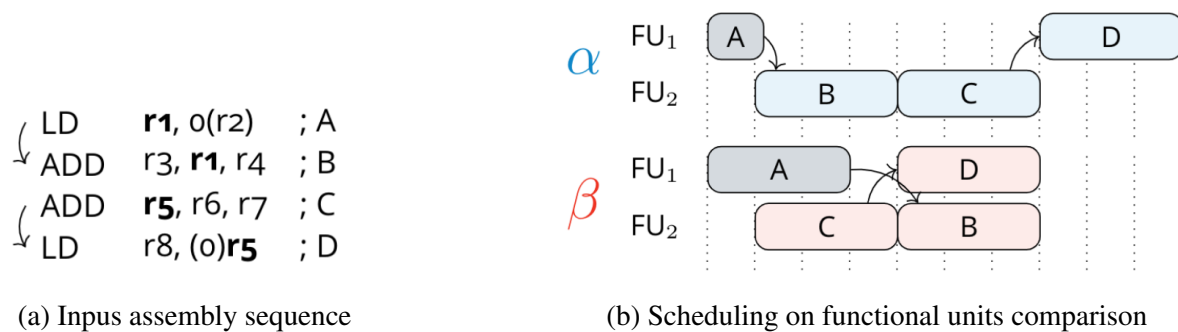 LD r1, 0(r2) ; A
ADD r3, r1, r4 ; B
ADD r5, r6, r7 ; C
LD r8, (0)r5 ; D
(a) Inpus assembly sequence
α
FU1 A D
FU2 B C
β
FU1 A D
FU2 C B
(b) Scheduling on functional units comparison